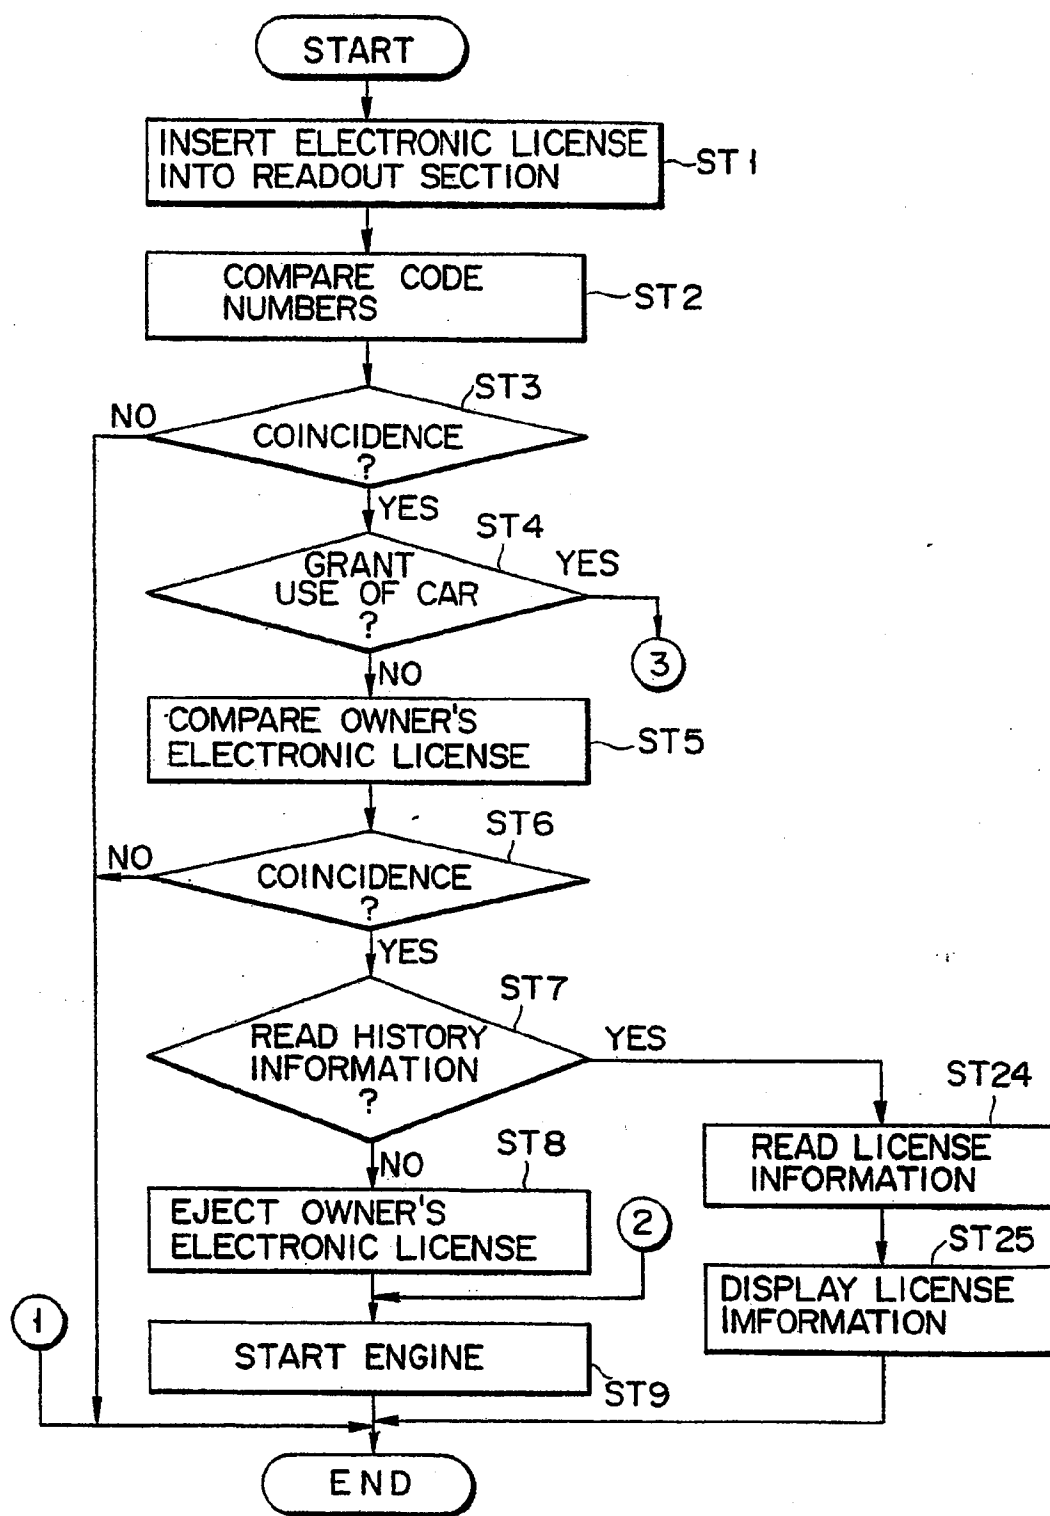 START
INSERT ELECTRONIC LICENSE
INTO READOUT SECTION
ST1
COMPARE CODE
NUMBERS
ST2
ST3
NO
COINCIDENCE
?
YES
ST4
YES
GRANT
USE OF CAR
?
3
NO
COMPARE OWNER'S
ELECTRONIC LICENSE
ST5
ST6
NO
COINCIDENCE
?
YES
ST7
READ HISTORY
INFORMATION
?
YES
ST24
READ LICENSE
INFORMATION
NO
ST8
EJECT OWNER'S
ELECTRONIC LICENSE
2
ST25
DISPLAY LICENSE
IMFORMATION
1
START ENGINE
ST9
END